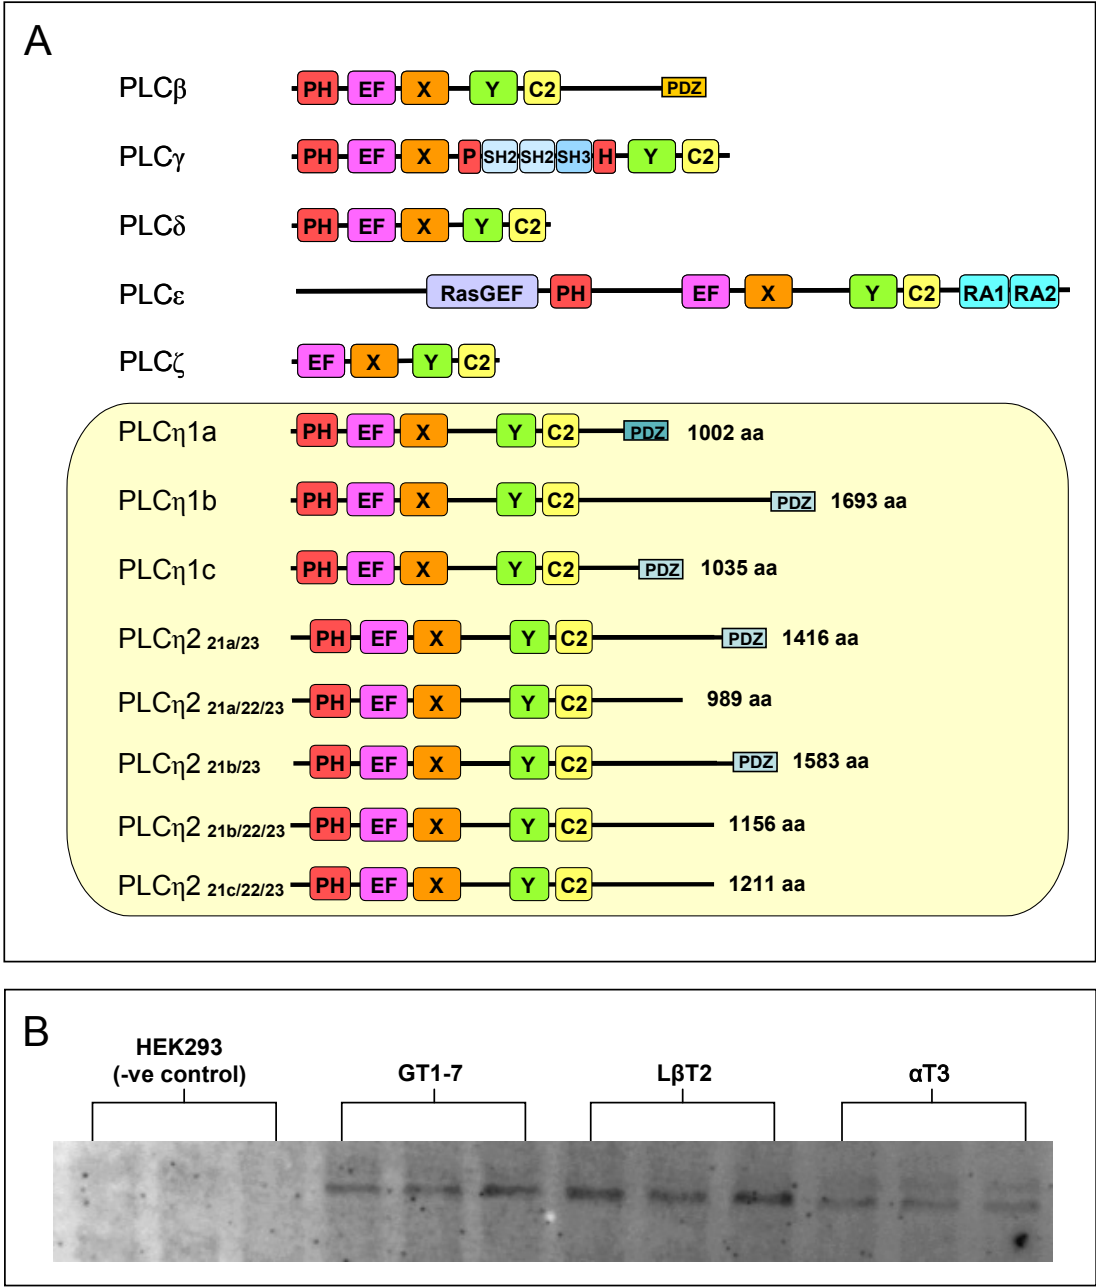 A
PLCβ PH EF X Y C2 PDZ
PLCγ PH EF X P SH2 SH2 SH3 H Y C2
PLCδ PH EF X Y C2
PLCε RasGEF PH EF X Y C2 RA1 RA2
PLCζ EF X Y C2
PLCη1a PH EF X Y C2 PDZ 1002 aa
PLCη1b PH EF X Y C2 PDZ 1693 aa
PLCη1c PH EF X Y C2 PDZ 1035 aa
PLCη2 21a/23 PH EF X Y C2 PDZ 1416 aa
PLCη2 21a/22/23 PH EF X Y C2 989 aa
PLCη2 21b/23 PH EF X Y C2 PDZ 1583 aa
PLCη2 21b/22/23 PH EF X Y C2 1156 aa
PLCη2 21c/22/23 PH EF X Y C2 1211 aa
B
HEK293
(-ve control) GT1-7 LβT2 αT3